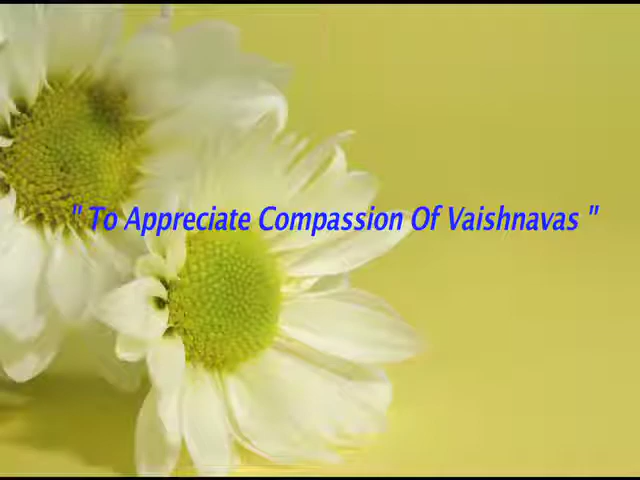 " To Appreciate Compassion Of Vaishnavas "